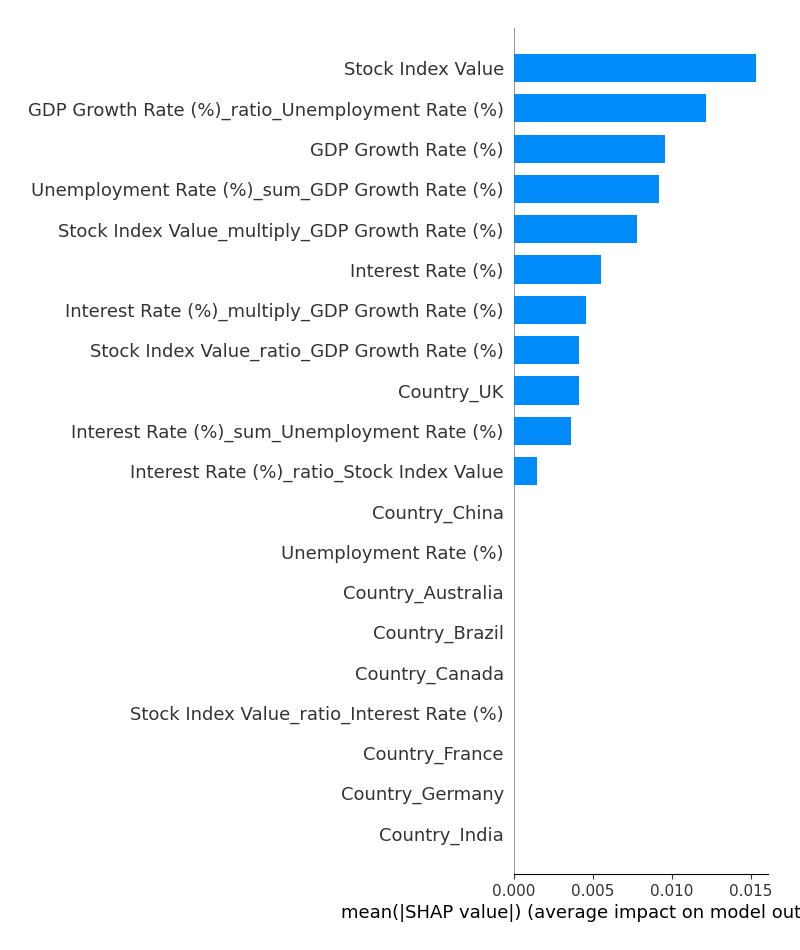 Stock Index Value
GDP Growth Rate (%)_ratio_Unemployment Rate (%)
GDP Growth Rate (%)
Unemployment Rate (%)_sum_GDP Growth Rate (%)
Stock Index Value_multiply_GDP Growth Rate (%)
Interest Rate (%)
Interest Rate (%)_multiply_GDP Growth Rate (%)
Stock Index Value_ratio_GDP Growth Rate (%)
Country_UK
Interest Rate (%)_sum_Unemployment Rate (%)
Interest Rate (%)_ratio_Stock Index Value
Country_China
Unemployment Rate (%)
Country_Australia
Country_Brazil
Country_Canada
Stock Index Value_ratio_Interest Rate (%)
Country_France
Country_Germany
Country_India
0.000 0.005 0.010 0.015
mean(|SHAP value|) (average impact on model out